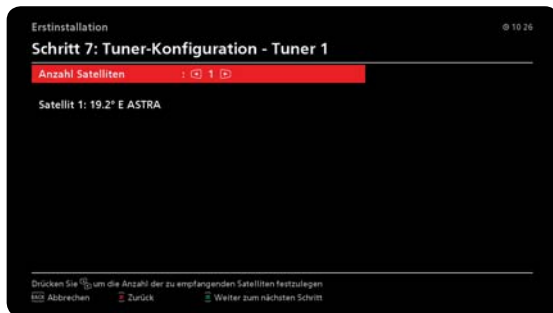 Erstinstallation
10 26
Schritt 7: Tuner-Konfiguration - Tuner 1
Anzahl Satelliten : 1
Satellit 1: 19.2° E ASTRA
Drücken Sie um die Anzahl der zu empfangenden Satelliten festzulegen
BACK Abbrechen Zurück Weiter zum nächsten Schritt